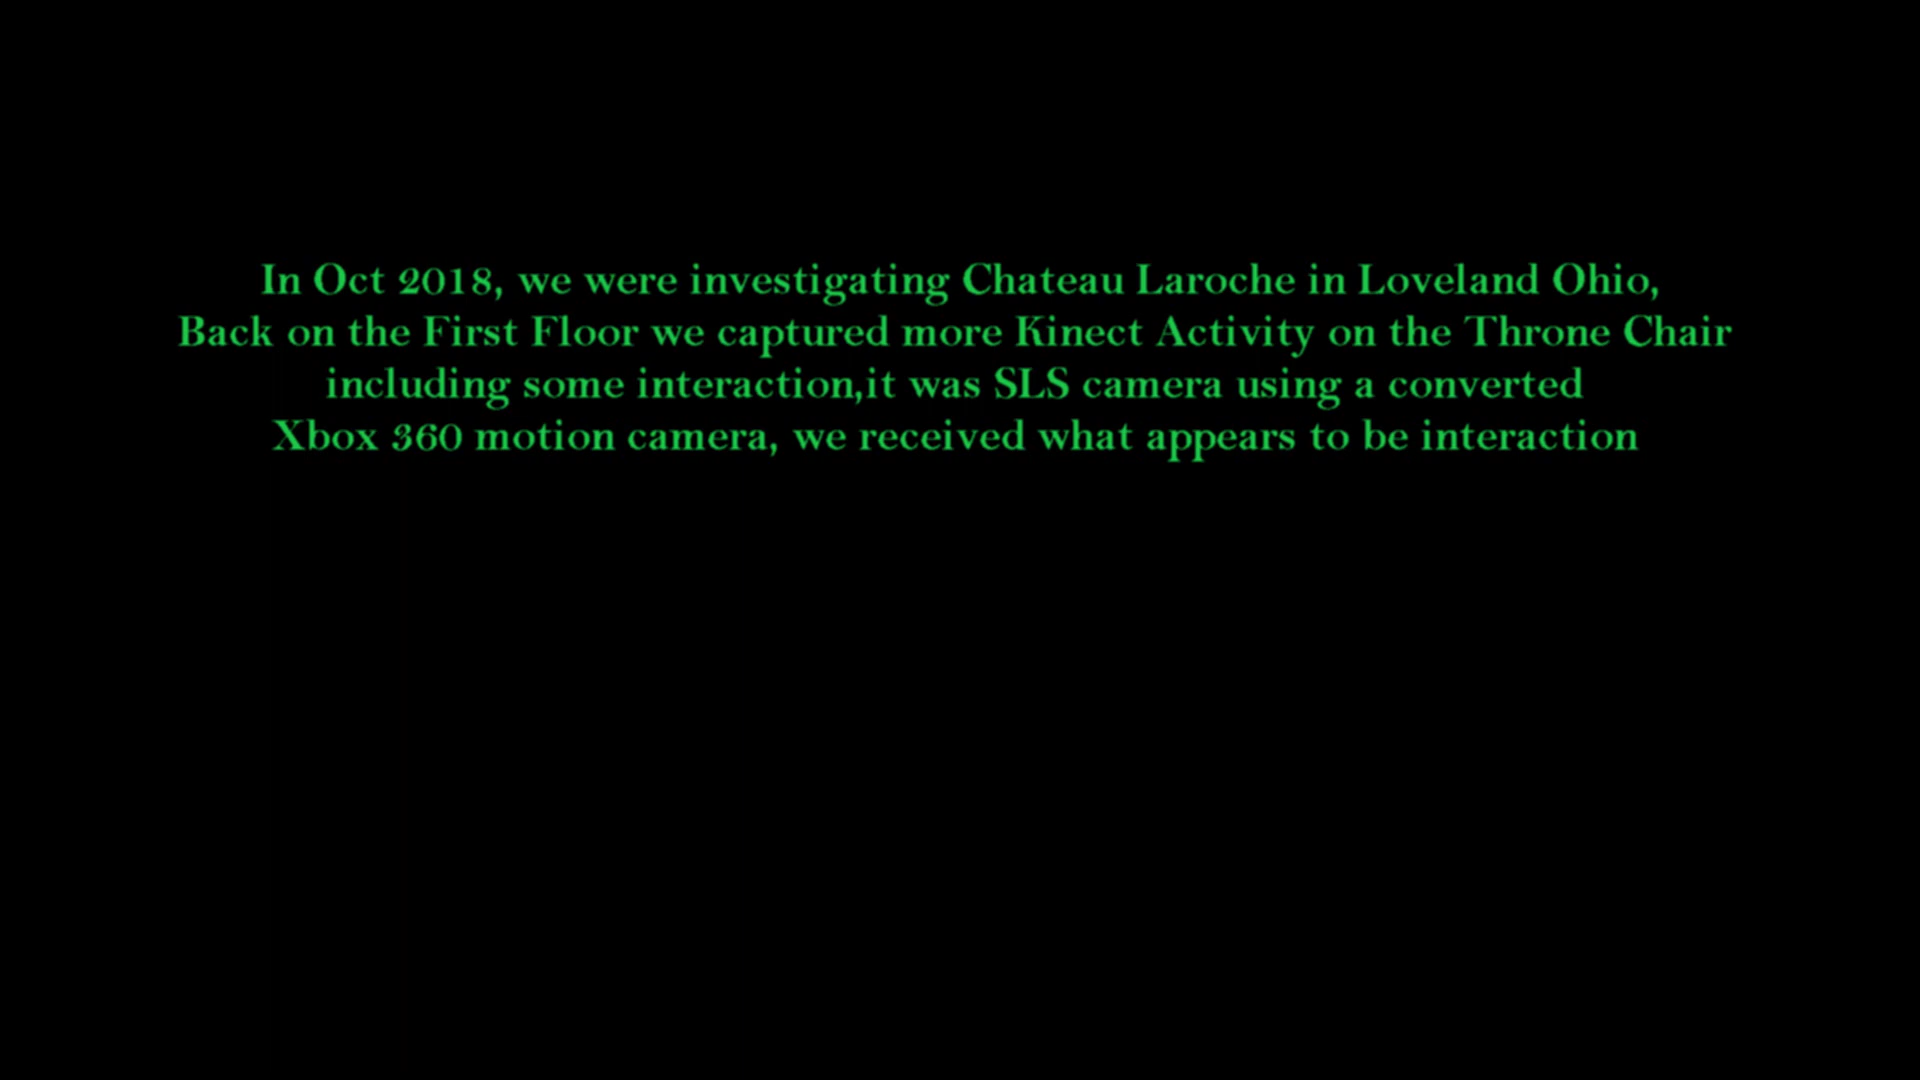 In Oct 2018, we were investigating Chateau Laroche in Loveland Ohio,
Back on the First Floor we captured more Kinect Activity on the Throne Chair
including some interaction,it was SLS camera using a converted
Xbox 360 motion camera, we received what appears to be interaction